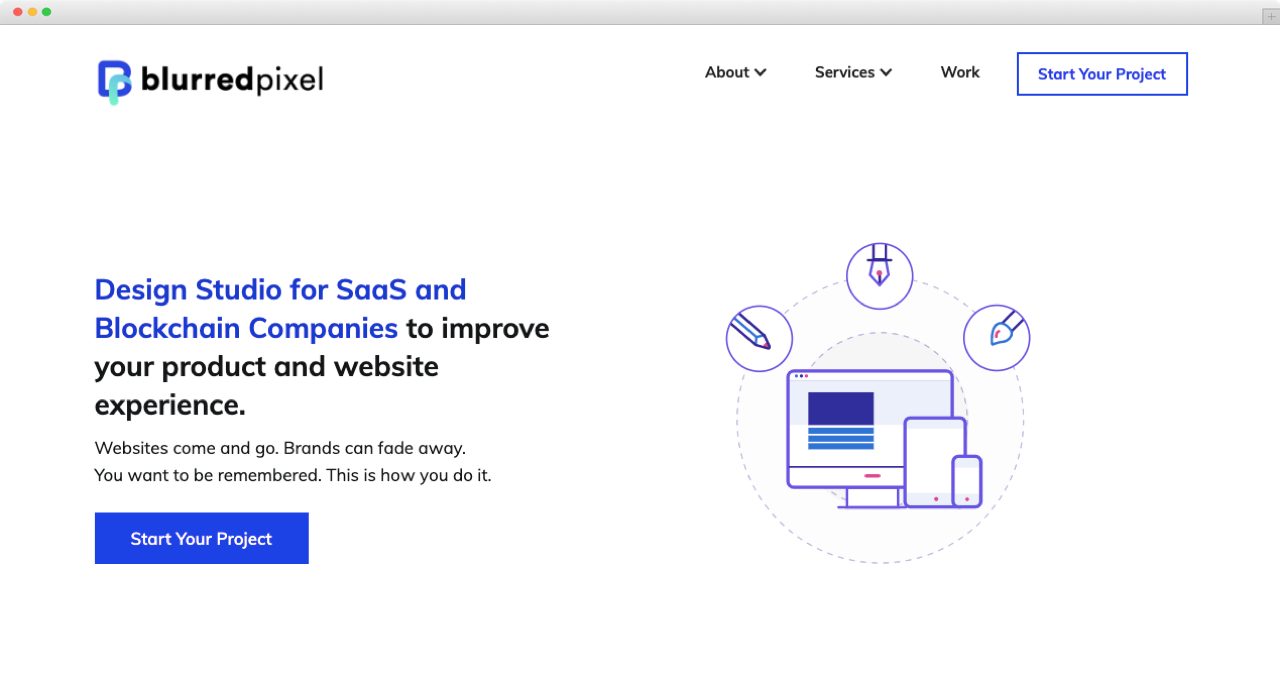 blurredpixel
About
Services
Work
Start Your Project
Design Studio for SaaS and
Blockchain Companies to improve
your product and website
experience.
Websites come and go. Brands can fade away.
You want to be remembered. This is how you do it.
Start Your Project